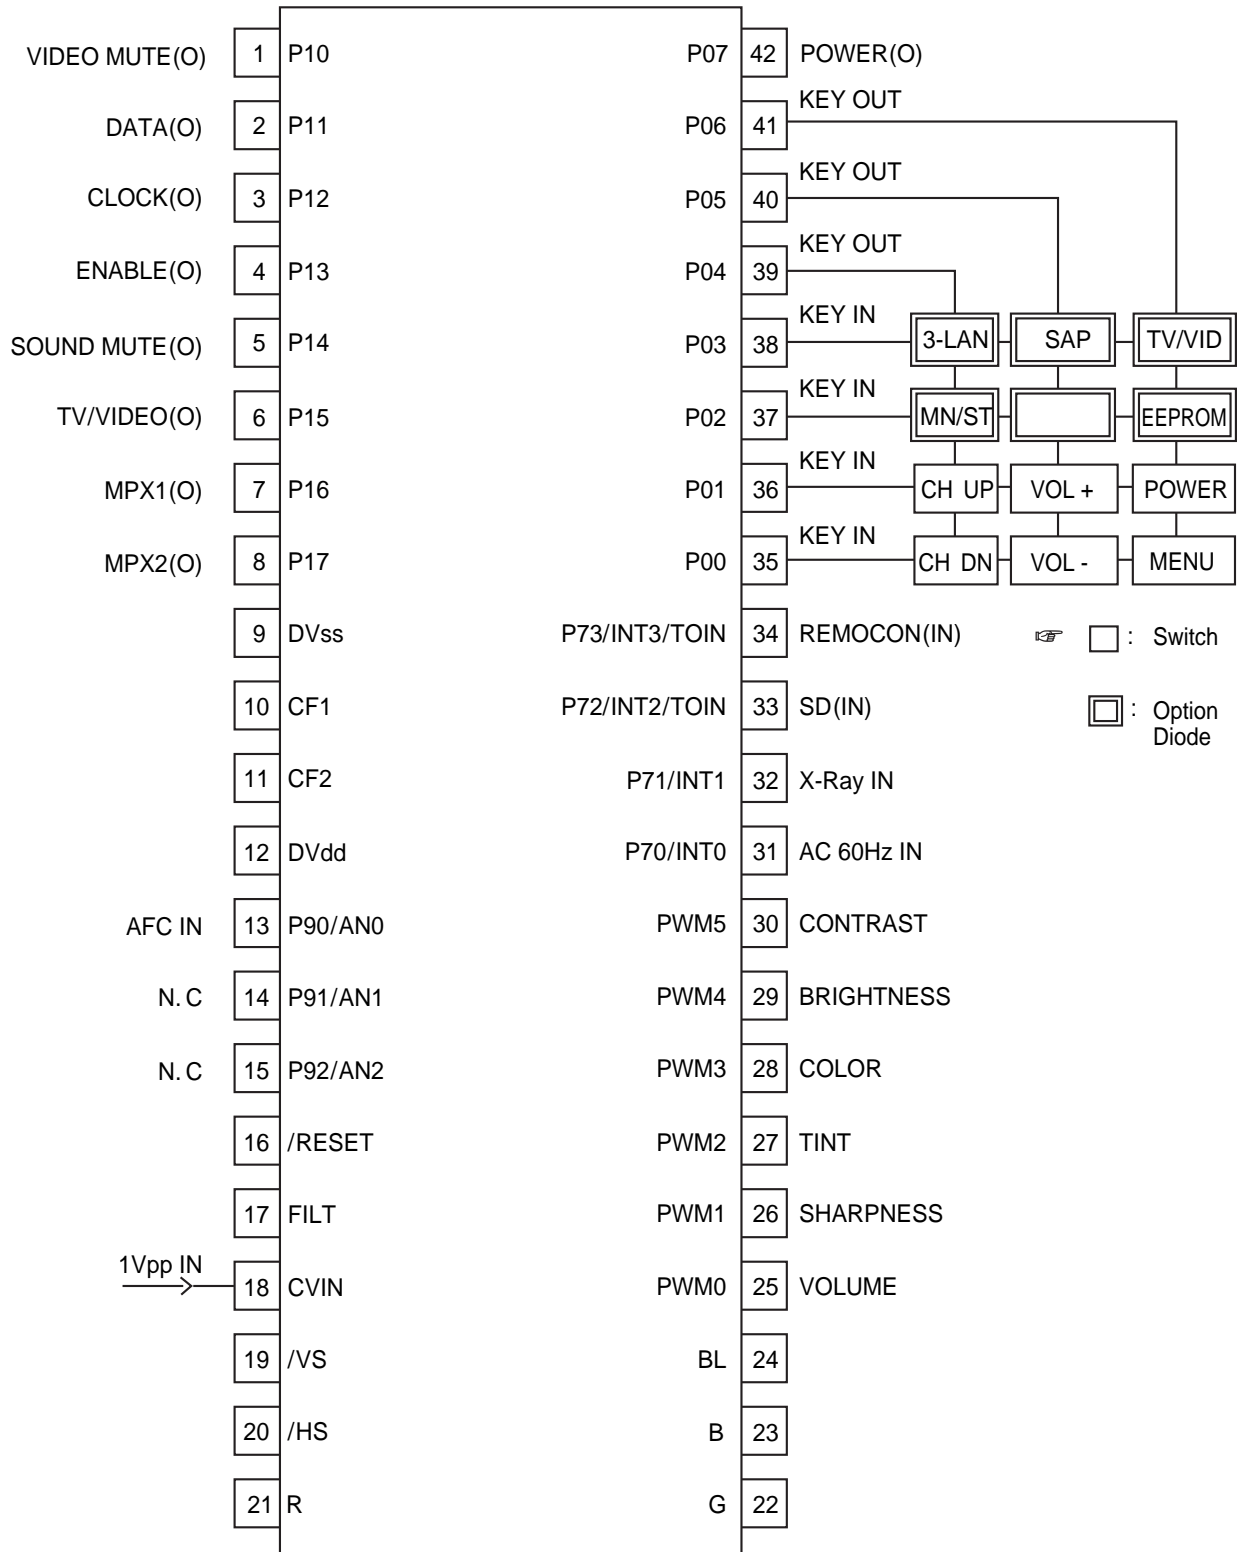 VIDEO MUTE(O) 1 P10 P07 42 POWER(O)
KEY OUT
DATA(O) 2 P11 P06 41
KEY OUT
CLOCK(O) 3 P12 P05 40
KEY OUT
ENABLE(O) 4 P13 P04 39
KEY IN
SOUND MUTE(O) 5 P14 P03 38 3-LAN SAP TV/VID
KEY IN
TV/VIDEO(O) 6 P15 P02 37 MN/ST EEPROM
KEY IN
MPX1(O) 7 P16 P01 36 CH UP VOL + POWER
KEY IN
MPX2(O) 8 P17 P00 35 CH DN VOL - MENU
9 DVss P73/INT3/TOIN 34 REMOCON(IN) ☞ : Switch
10 CF1 P72/INT2/TOIN 33 SD(IN) : Option
Diode
11 CF2 P71/INT1 32 X-Ray IN
12 DVdd P70/INT0 31 AC 60Hz IN
AFC IN 13 P90/AN0 PWM5 30 CONTRAST
N.C 14 P91/AN1 PWM4 29 BRIGHTNESS
N.C 15 P92/AN2 PWM3 28 COLOR
16 /RESET PWM2 27 TINT
17 FILT PWM1 26 SHARPNESS
1Vpp IN
18 CVIN PWM0 25 VOLUME
19 /VS BL 24
20 /HS B 23
21 R G 22